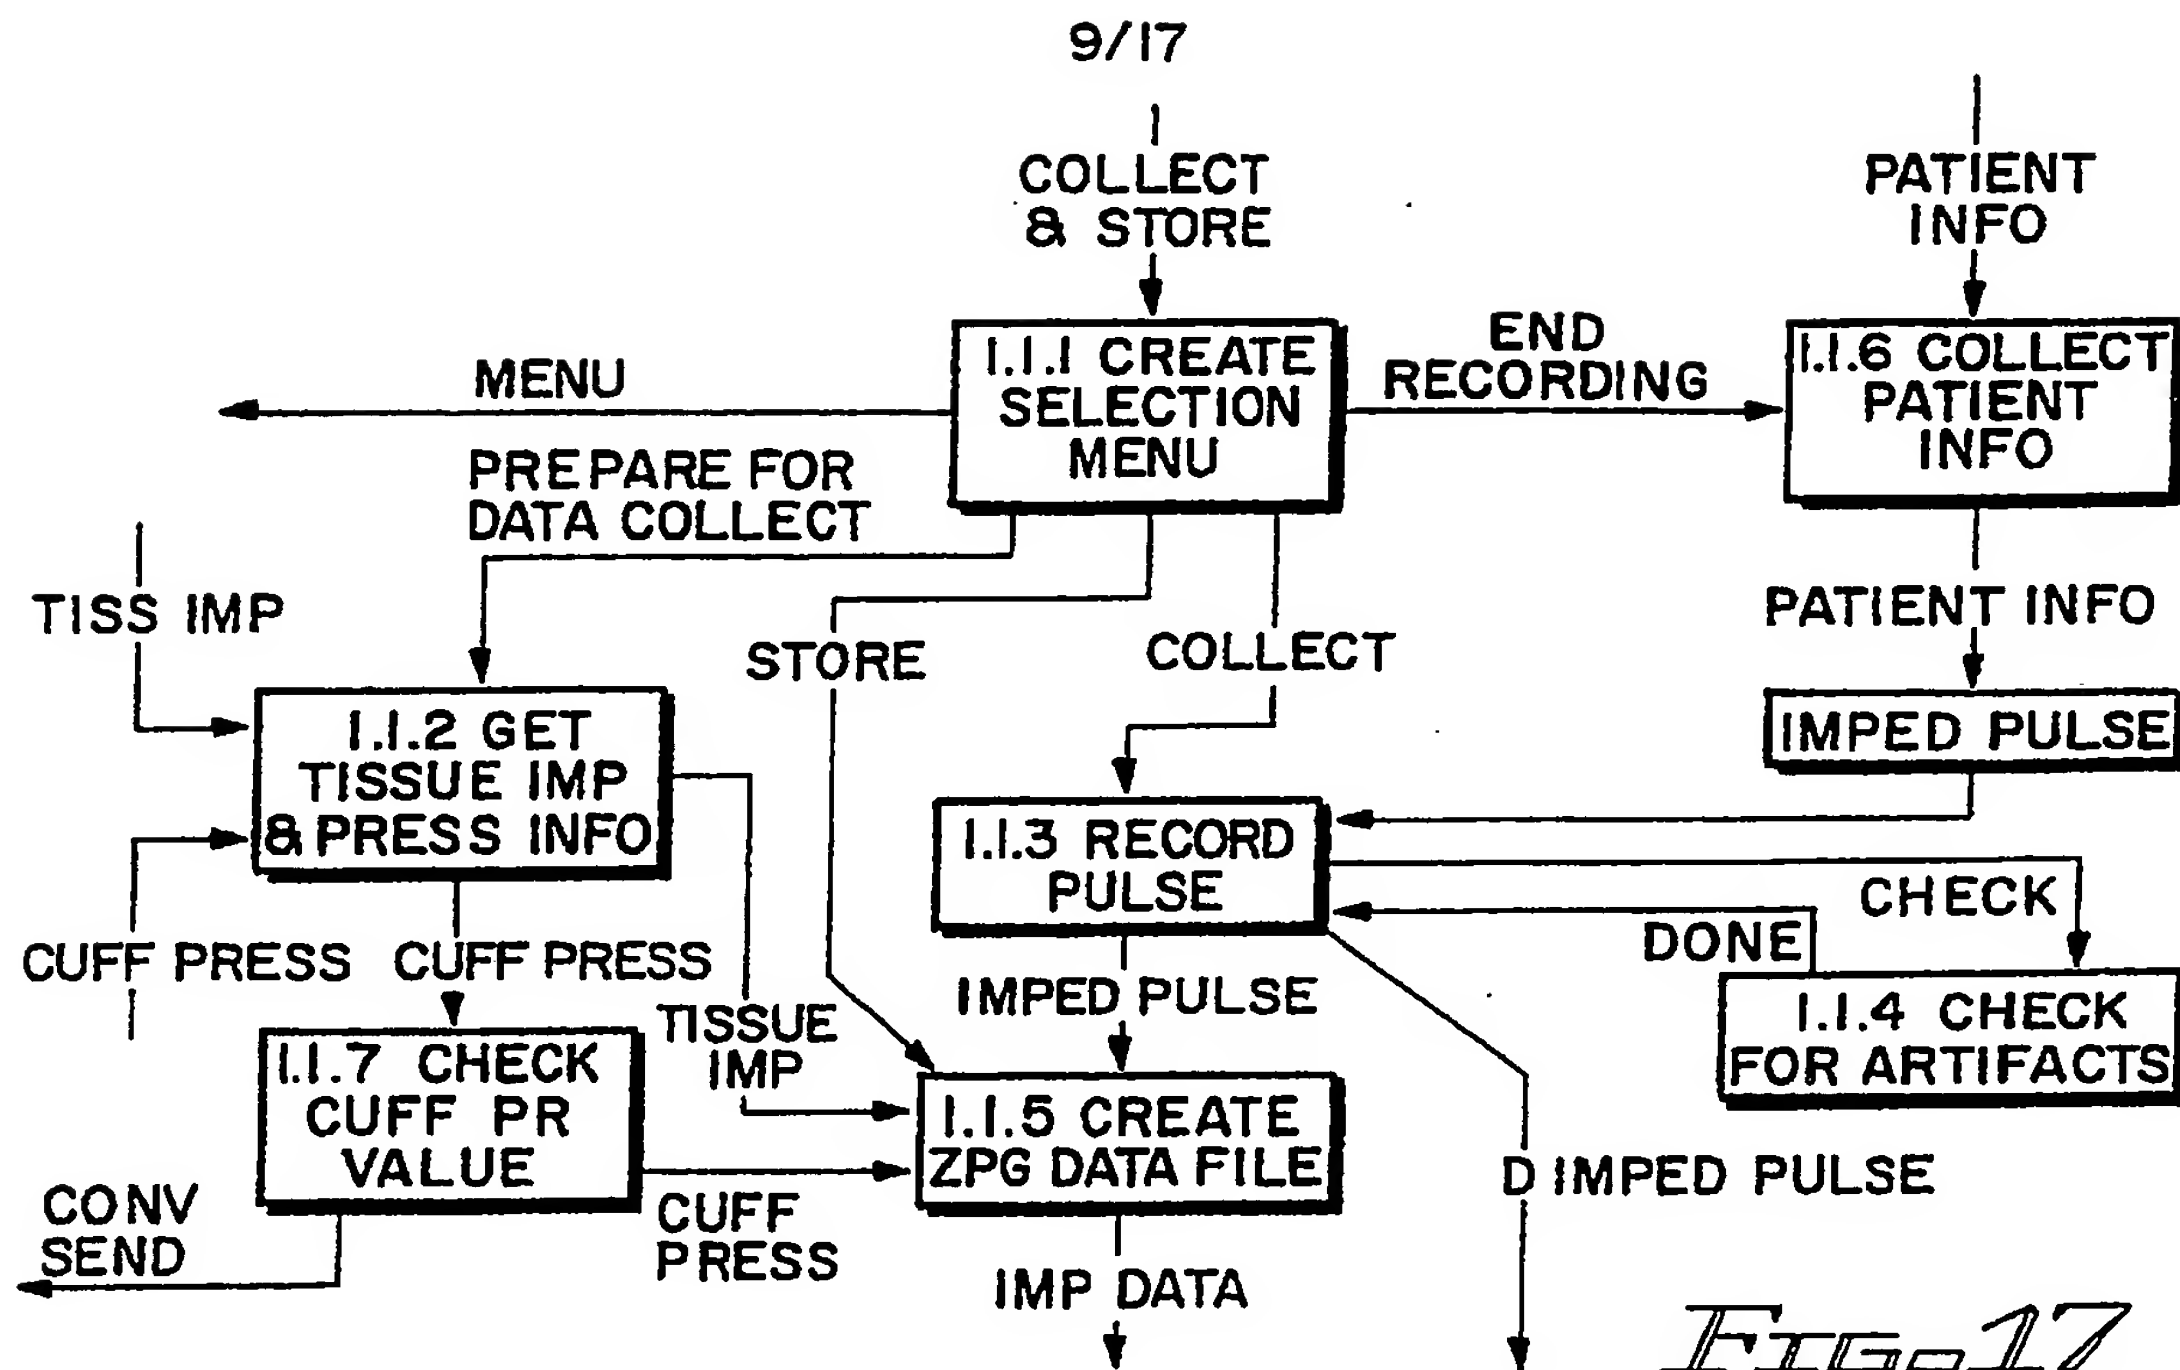 9/17
COLLECT
& STORE
PATIENT
INFO
MENU
1.1.1 CREATE
SELECTION
MENU
END
RECORDING
1.1.6 COLLECT
PATIENT
INFO
PREPARE FOR
DATA COLLECT
TISS IMP
STORE
COLLECT
PATIENT INFO
1.1.2 GET
TISSUE IMP
& PRESS INFO
IMPED PULSE
1.1.3 RECORD
PULSE
CHECK
DONE
CUFF PRESS
CUFF PRESS
TISSUE
IMP
IMPED PULSE
1.1.4 CHECK
FOR ARTIFACTS
1.1.7 CHECK
CUFF PR
VALUE
1.1.5 CREATE
ZPG DATA FILE
D IMPED PULSE
CONV
SEND
CUFF
PRESS
IMP DATA
FIG-17